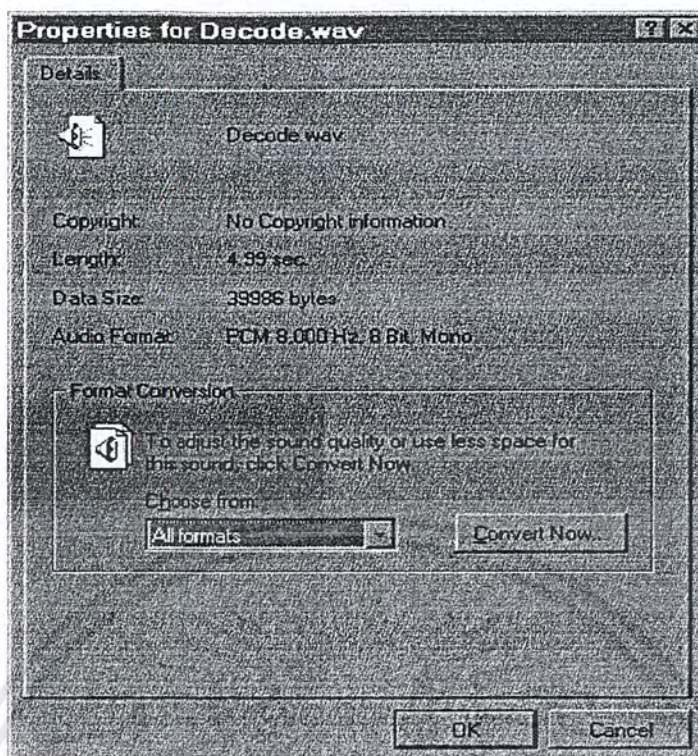 Properties for Decode.wav
Details
Decode.wav
Copyright: No Copyright information
Length: 4.99 sec.
Data Size: 39986 bytes
Audio Format: PCM 8,000 Hz, 8 Bit, Mono
Format Conversion
To adjust the sound quality or use less space for
this sound, click Convert Now.
Choose from:
All formats
Convert Now...
OK
Cancel